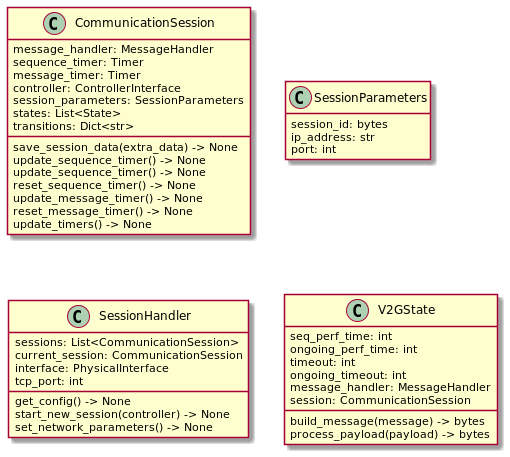 C CommunicationSession
message_handler: MessageHandler
sequence_timer: Timer
message_timer: Timer
controller: ControllerInterface
session_parameters: SessionParameters
states: List<State>
transitions: Dict<str>
save_session_data(extra_data) -> None
update_sequence_timer() -> None
update_sequence_timer() -> None
reset_sequence_timer() -> None
update_message_timer() -> None
reset_message_timer() -> None
update_timers() -> None
C SessionParameters
session_id: bytes
ip_address: str
port: int
C SessionHandler
sessions: List<CommunicationSession>
current_session: CommunicationSession
interface: PhysicalInterface
tcp_port: int
get_config() -> None
start_new_session(controller) -> None
set_network_parameters() -> None
C V2GState
seq_perf_time: int
ongoing_perf_time: int
timeout: int
ongoing_timeout: int
message_handler: MessageHandler
session: CommunicationSession
build_message(message) -> bytes
process_payload(payload) -> bytes